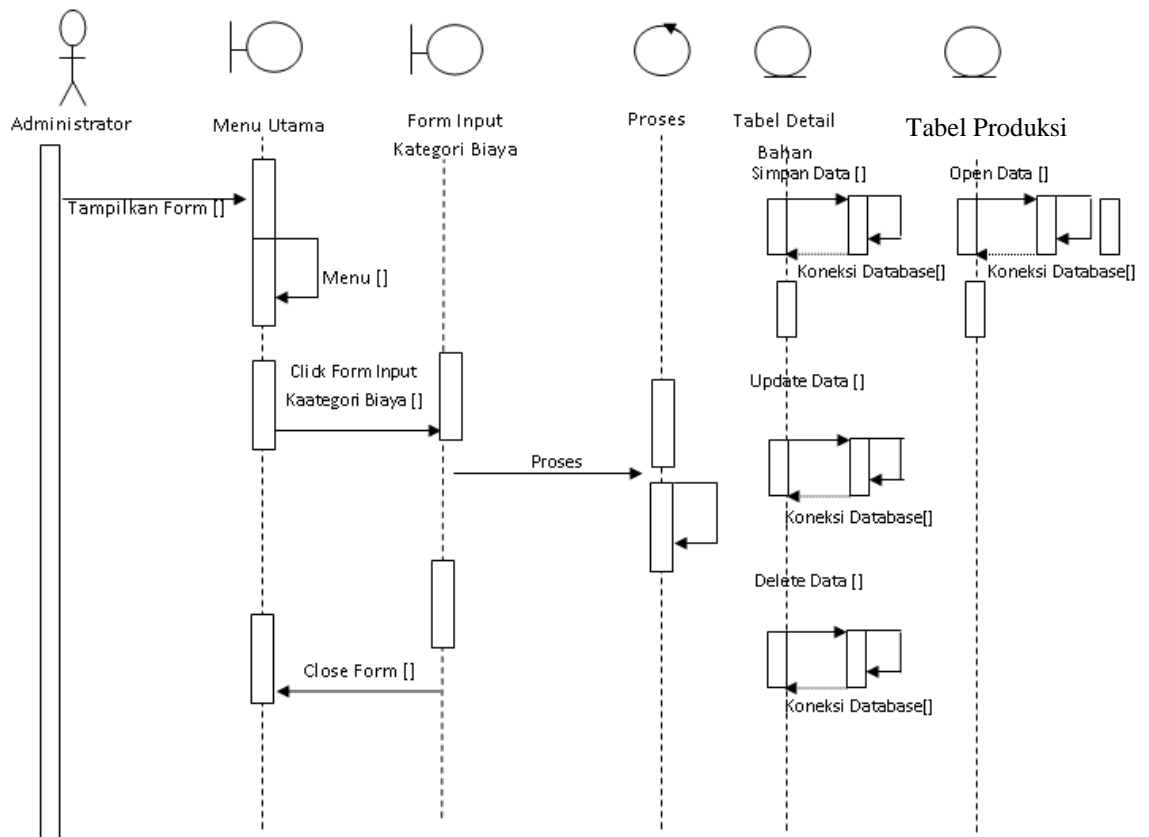 Administrator
Menu Utama
Form Input
Kategori Biaya
Proses
Tabel Detail
Bahan
Tabel Produksi
Simpan Data []
Open Data []
Tampilkan Form []
Menu []
Koneksi Database[]
Koneksi Database[]
Click Form Input
Kaategori Biaya []
Update Data []
Proses
Koneksi Database[]
Delete Data []
Close Form []
Koneksi Database[]